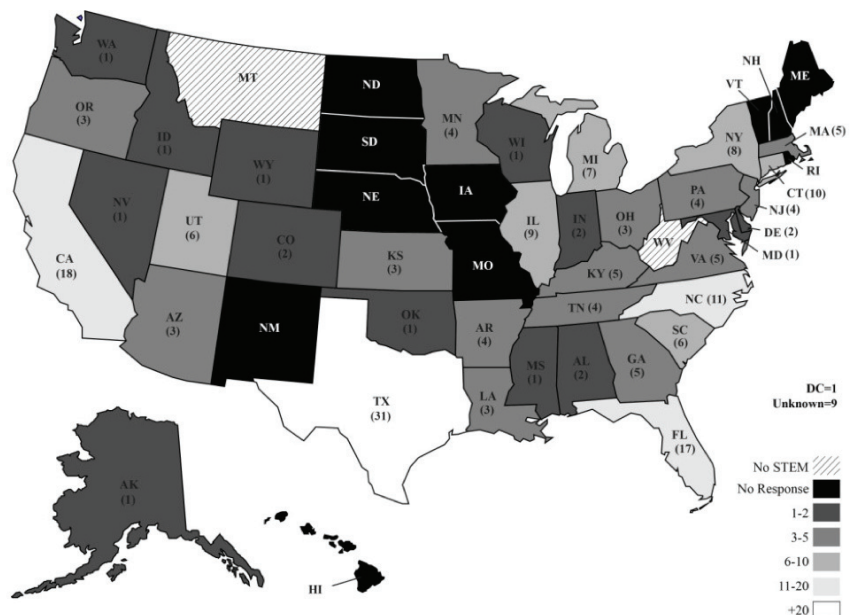 WA
(1)
MT
ND
OR
(3)
ID
(1)
MN
(4)
SD
WI
(1)
WY
(1)
MI
(7)
NH
VT
ME
NY
(8)
MA (5)
RI
CT (10)
PA
(4)
NJ (4)
DE (2)
MD (1)
NV
(1)
UT
(6)
NE
IA
CO
(2)
IL
(9)
IN
(2)
OH
(3)
WV
VA (5)
CA
(18)
KS
(3)
MO
KY (5)
NC (11)
TN (4)
AZ
(3)
NM
OK
(1)
AR
(4)
SC
(6)
MS
(1)
AL
(2)
GA
(5)
TX
(31)
LA
(3)
FL
(17)
DC=1
Unknown=9
AK
(1)
HI
No STEM
No Response
1-2
3-5
6-10
11-20
+20